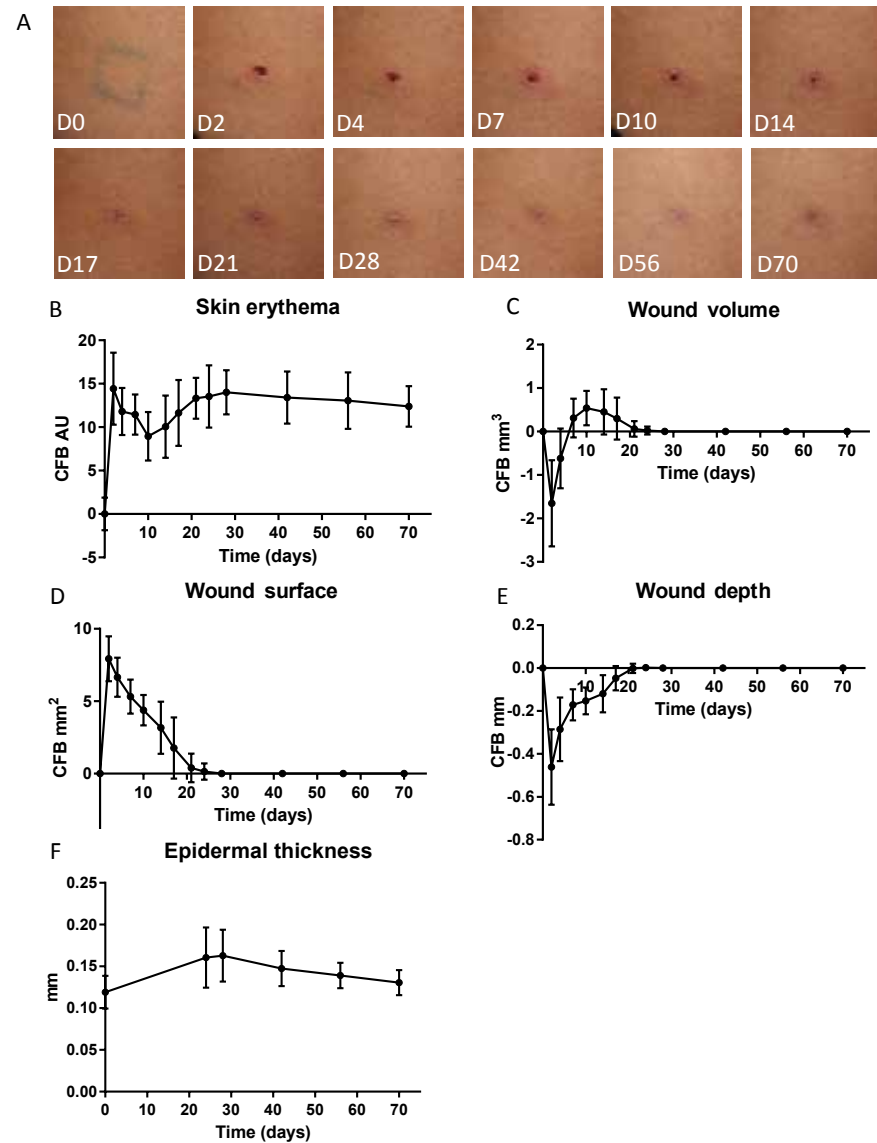 A
D0 D2 D4 D7 D10 D14
D17 D21 D28 D42 D56 D70
B
Skin erythema
CFB AU
20
15
10
5
0
-5
10 20 30 40 50 60 70
Time (days)
C
Wound volume
CFB mm³
2
1
0
-1
-2
-3
10 20 30 40 50 60 70
Time (days)
D
Wound surface
CFB mm²
10
5
0
10 20 30 40 50 60 70
Time (days)
E
Wound depth
CFB mm
0.2
0.0
-0.2
-0.4
-0.6
-0.8
10 20 30 40 50 60 70
Time (days)
F
Epidermal thickness
mm
0.25
0.20
0.15
0.10
0.05
0.00
0 10 20 30 40 50 60 70
Time (days)